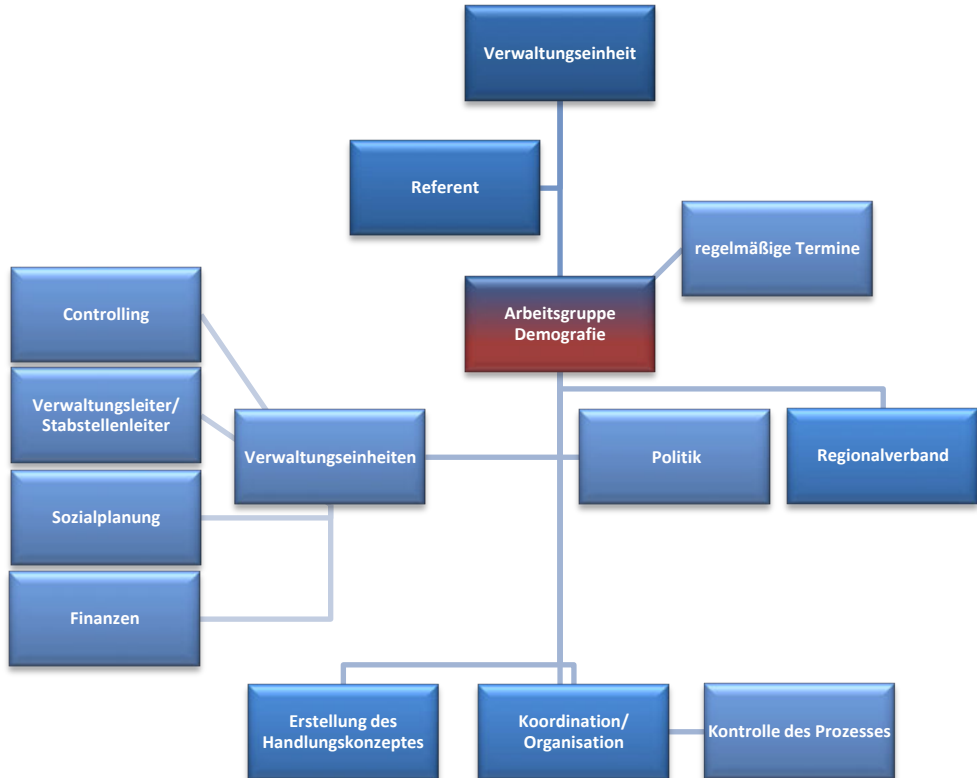 Verwaltungseinheit
Referent
regelmäßige Termine
Arbeitsgruppe
Demografie
Controlling
Verwaltungsleiter/
Stabstellenleiter
Verwaltungseinheiten
Politik
Regionalverband
Sozialplanung
Finanzen
Erstellung des
Handlungskonzeptes
Koordination/
Organisation
Kontrolle des Prozesses